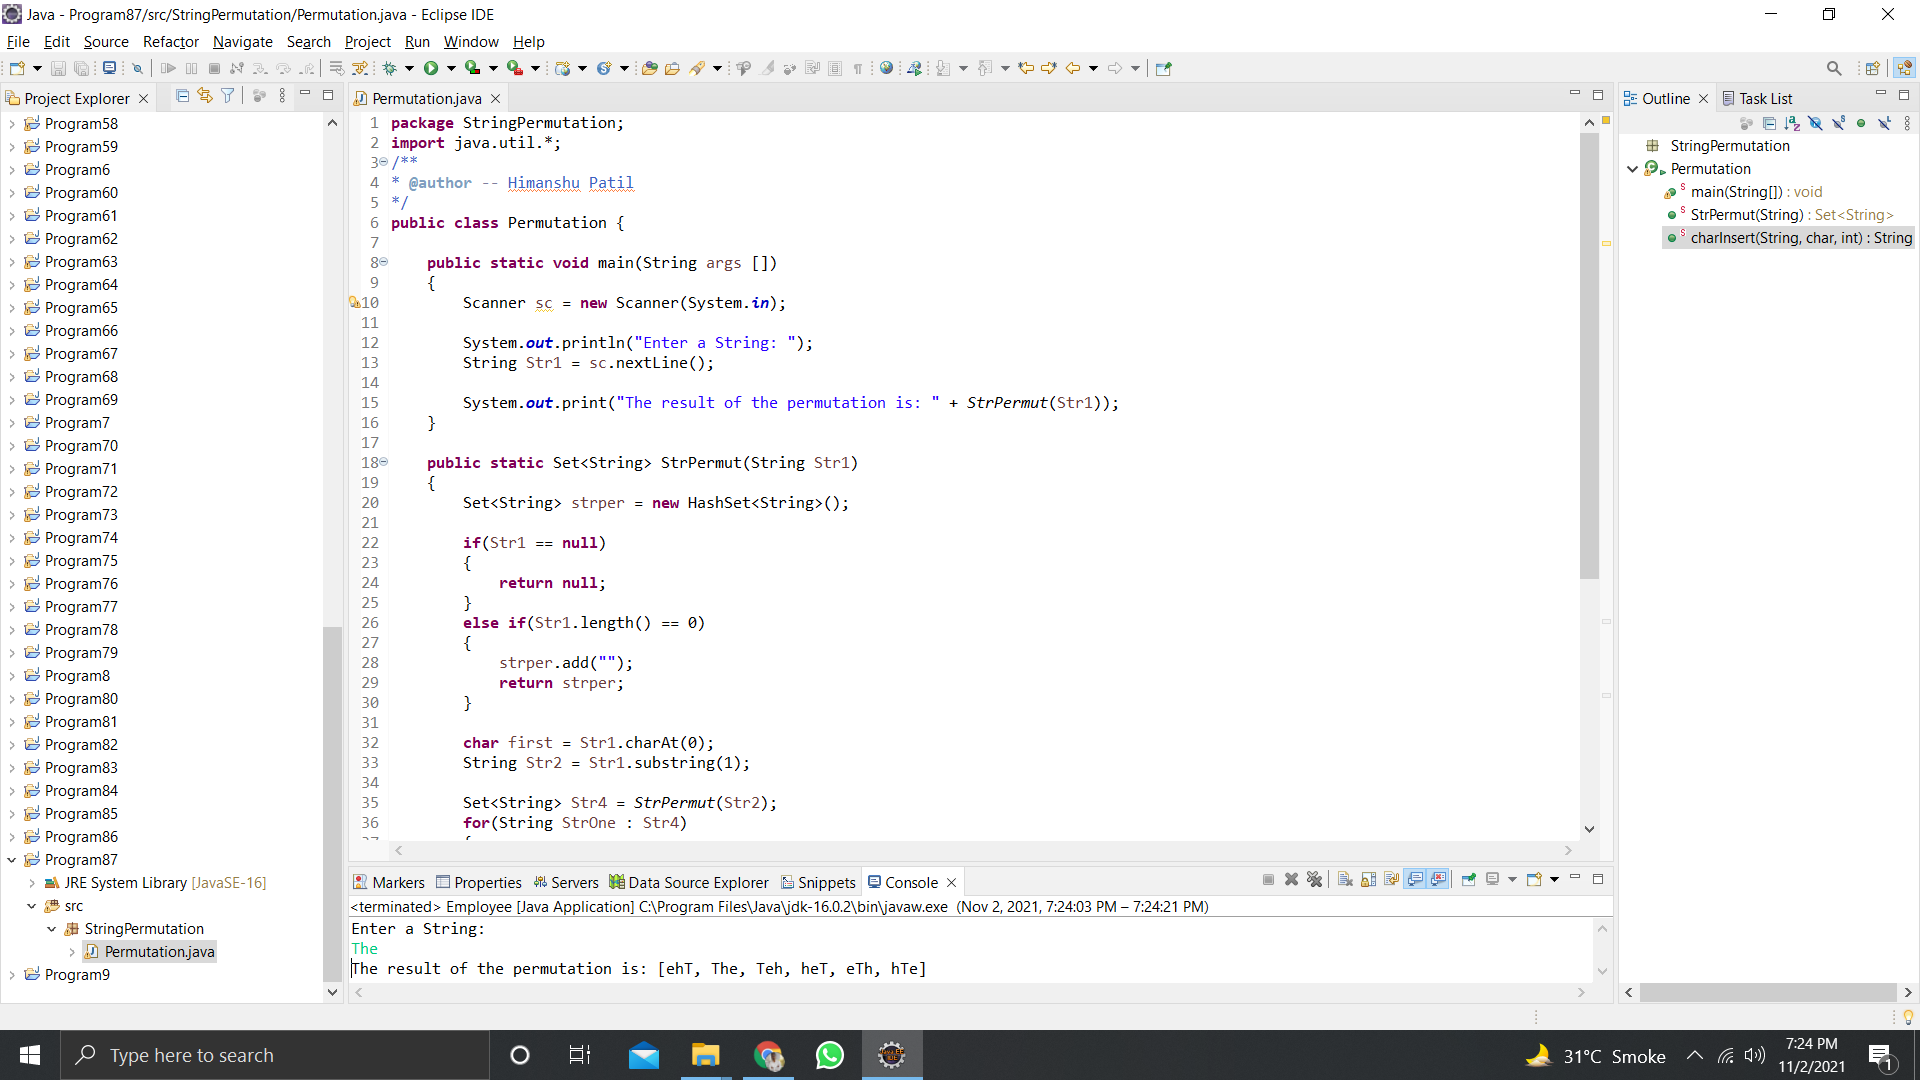 Java - Program87/src/StringPermutation/Permutation.java - Eclipse IDE
File Edit Source Refactor Navigate Search Project Run Window Help
Project Explorer
Program58
Program59
Program6
Program60
Program61
Program62
Program63
Program64
Program65
Program66
Program67
Program68
Program69
Program7
Program70
Program71
Program72
Program73
Program74
Program75
Program76
Program77
Program78
Program79
Program8
Program80
Program81
Program82
Program83
Program84
Program85
Program86
Program87
JRE System Library [JavaSE-16]
src
StringPermutation
Permutation.java
Program9
Permutation.java
1 package StringPermutation;
2 import java.util.*;
3 /**
4 * @author -- Himanshu Patil
5 */
6 public class Permutation {
7
8     public static void main(String args [])
9     {
10         Scanner sc = new Scanner(System.in);
11
12         System.out.println("Enter a String: ");
13         String Str1 = sc.nextLine();
14
15         System.out.print("The result of the permutation is: " + StrPermut(Str1));
16     }
17
18     public static Set<String> StrPermut(String Str1)
19     {
20         Set<String> strper = new HashSet<String>();
21
22         if(Str1 == null)
23         {
24             return null;
25         }
26         else if(Str1.length() == 0)
27         {
28             strper.add("");
29             return strper;
30         }
31
32         char first = Str1.charAt(0);
33         String Str2 = Str1.substring(1);
34
35         Set<String> Str4 = StrPermut(Str2);
36         for(String StrOne : Str4)
Markers Properties Servers Data Source Explorer Snippets Console
<terminated> Employee [Java Application] C:\Program Files\Java\jdk-16.0.2\bin\javaw.exe (Nov 2, 2021, 7:24:03 PM – 7:24:21 PM)
Enter a String:
The
The result of the permutation is: [ehT, The, Teh, heT, eTh, hTe]
Outline Task List
StringPermutation
Permutation
main(String[]) : void
StrPermut(String) : Set<String>
charInsert(String, char, int) : String
Type here to search
31°C Smoke
7:24 PM
11/2/2021
1